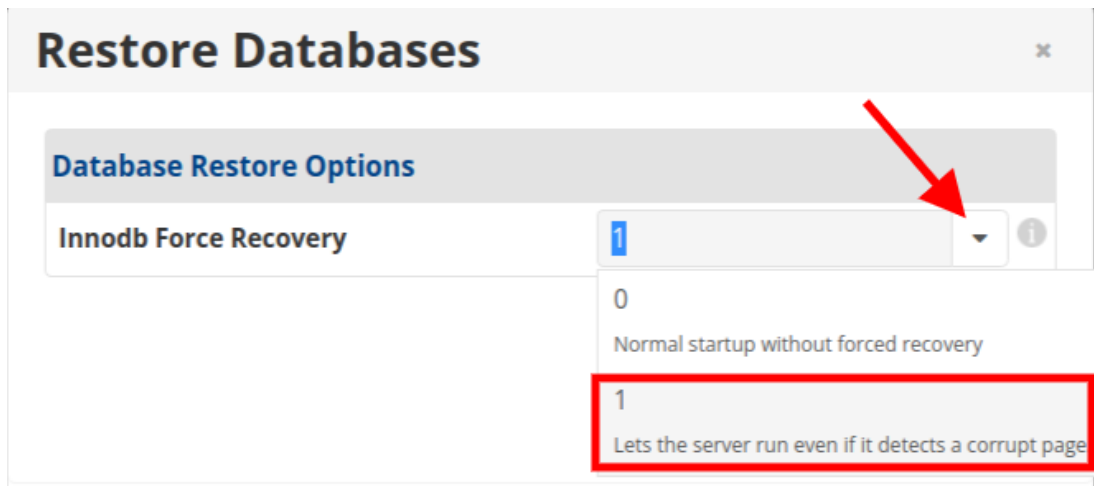 Restore Databases
Database Restore Options
Innodb Force Recovery
1
0
Normal startup without forced recovery
1
Lets the server run even if it detects a corrupt page